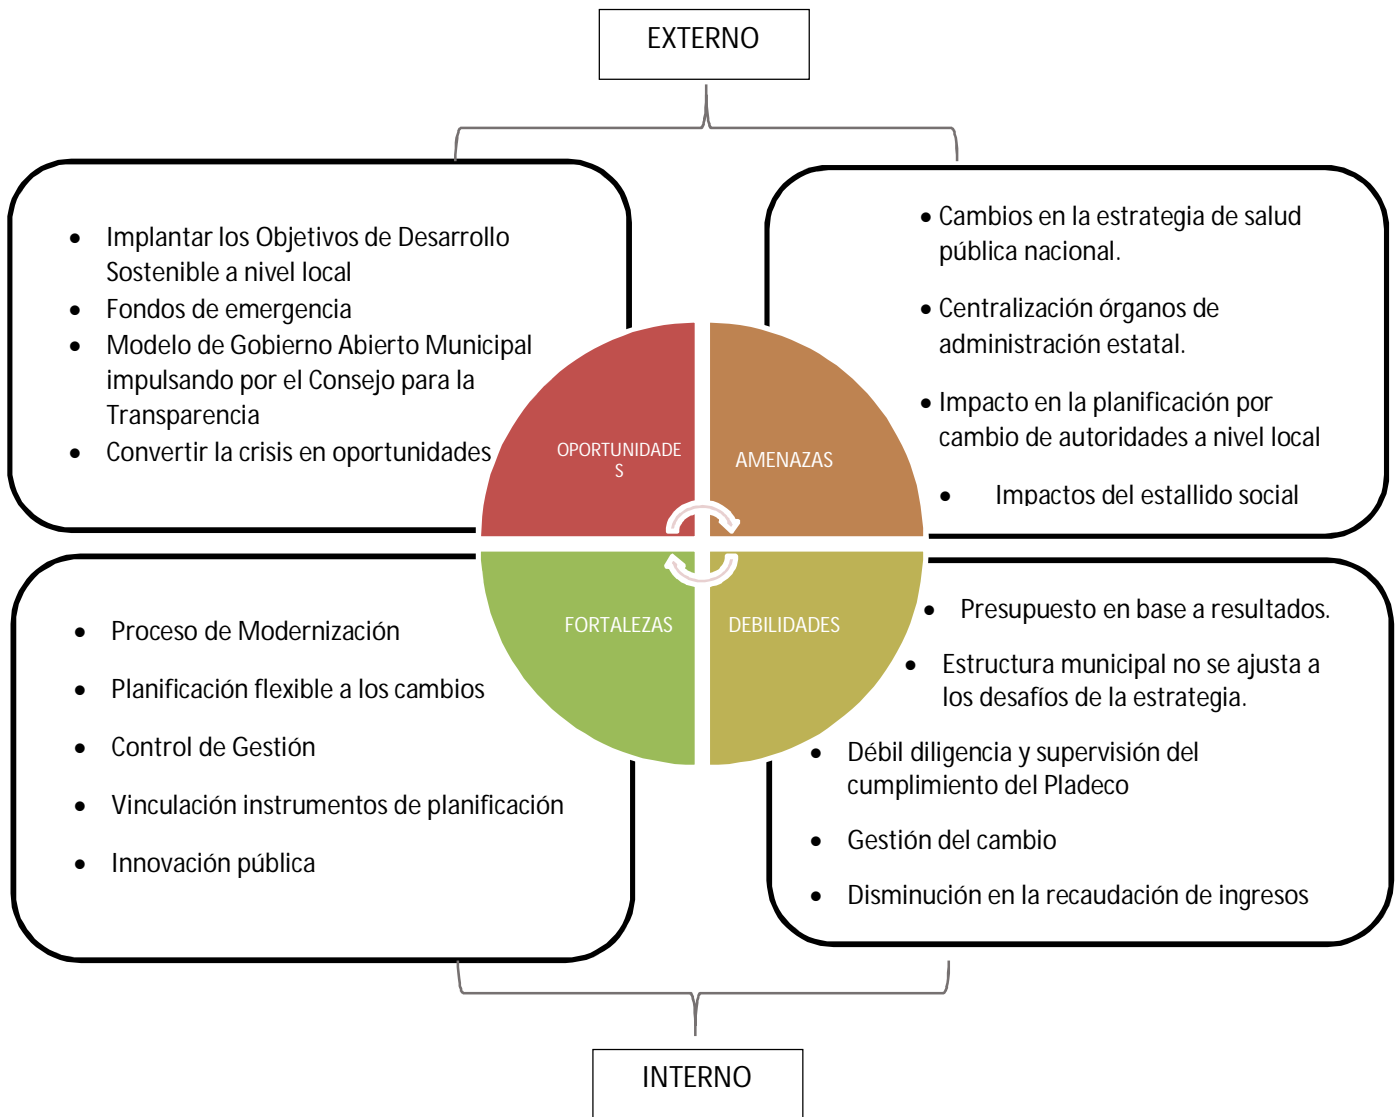 EXTERNO
• Implantar los Objetivos de Desarrollo
Sostenible a nivel local
• Fondos de emergencia
• Modelo de Gobierno Abierto Municipal
impulsando por el Consejo para la
Transparencia
• Convertir la crisis en oportunidades
• Cambios en la estrategia de salud
pública nacional.
• Centralización órganos de
administración estatal.
• Impacto en la planificación por
cambio de autoridades a nivel local
• Impactos del estallido social
OPORTUNIDADE
S
AMENAZAS
FORTALEZAS
DEBILIDADES
• Proceso de Modernización
• Planificación flexible a los cambios
• Control de Gestión
• Vinculación instrumentos de planificación
• Innovación pública
• Presupuesto en base a resultados.
• Estructura municipal no se ajusta a
los desafíos de la estrategia.
• Débil diligencia y supervisión del
cumplimiento del Pladeco
• Gestión del cambio
• Disminución en la recaudación de ingresos
INTERNO